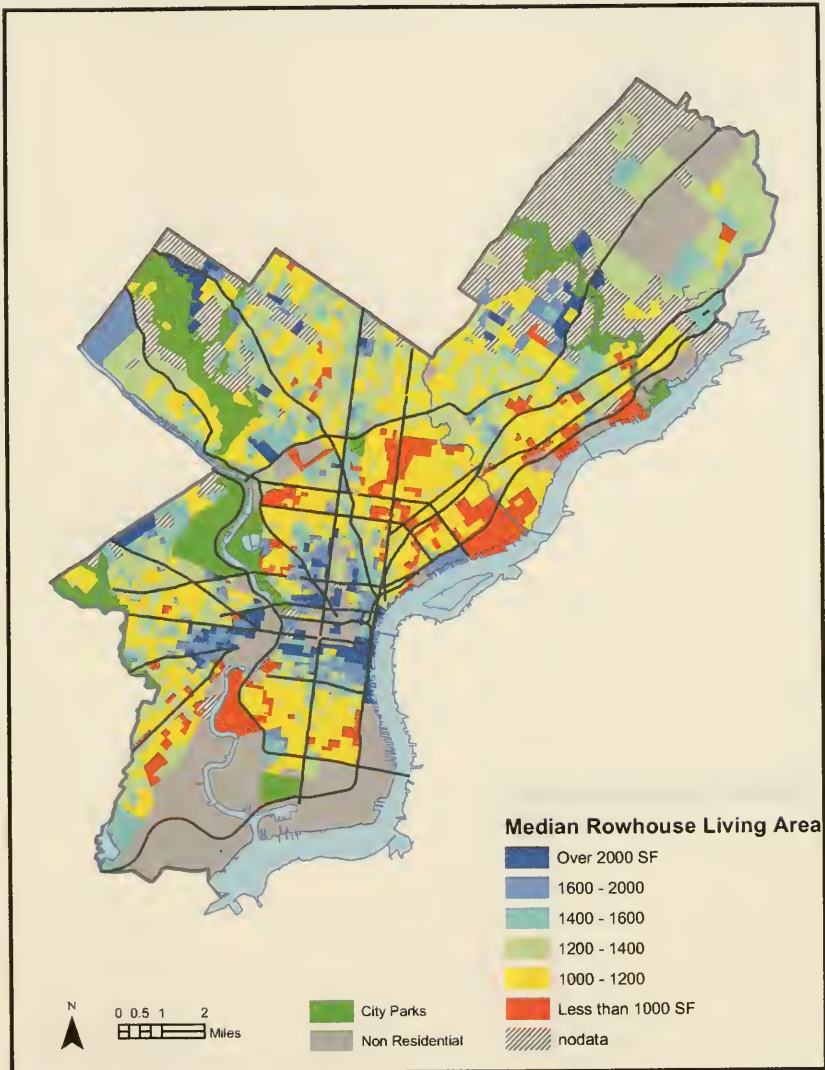 Median Rowhouse Living Area
Over 2000 SF
1600 - 2000
1400 - 1600
1200 - 1400
1000 - 1200
Less than 1000 SF
nodata
City Parks
Non Residential
N
0 0.5 1 2
Miles